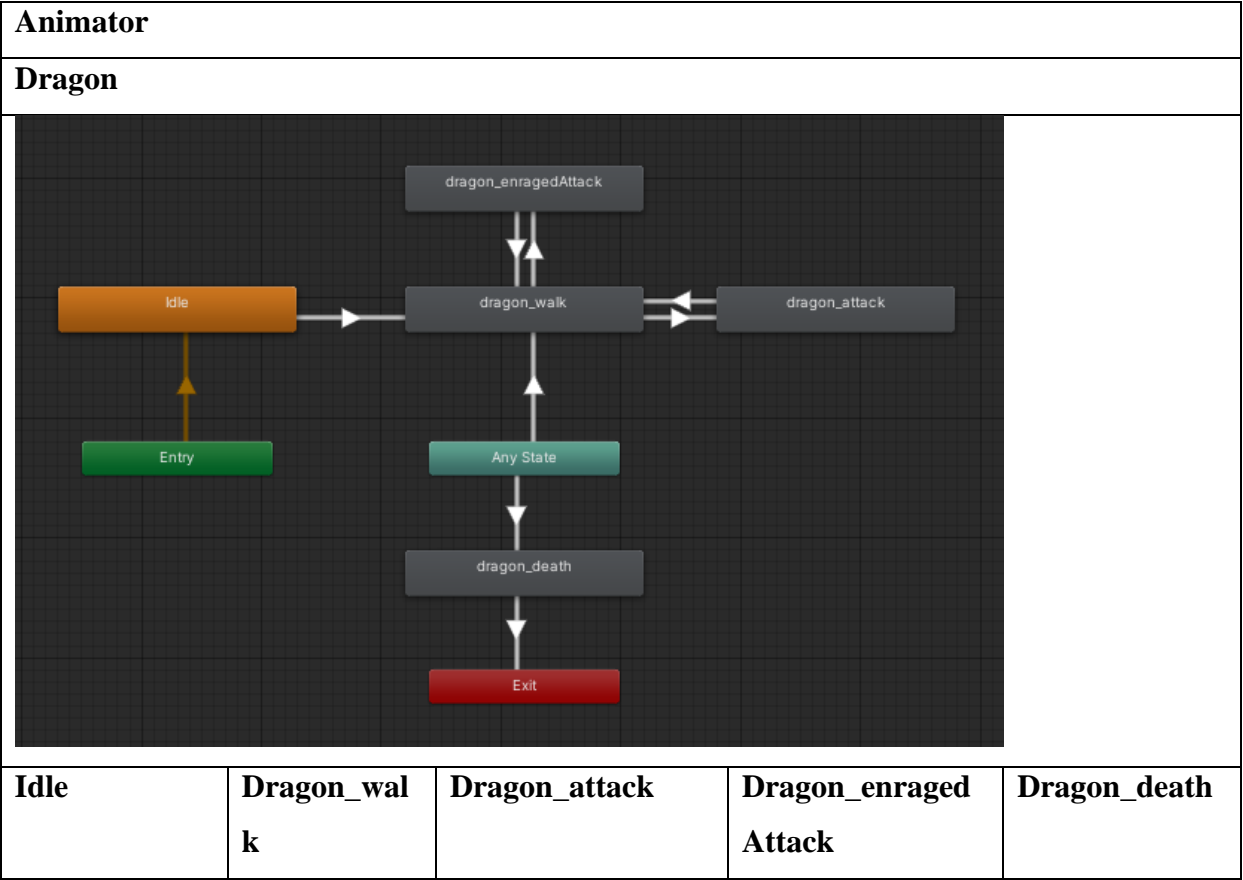 Animator
Dragon
dragon_enragedAttack
Idle
dragon_walk
dragon_attack
Entry
Any State
dragon_death
Exit
Idle
Dragon_wal
k
Dragon_attack
Dragon_enraged
Attack
Dragon_death